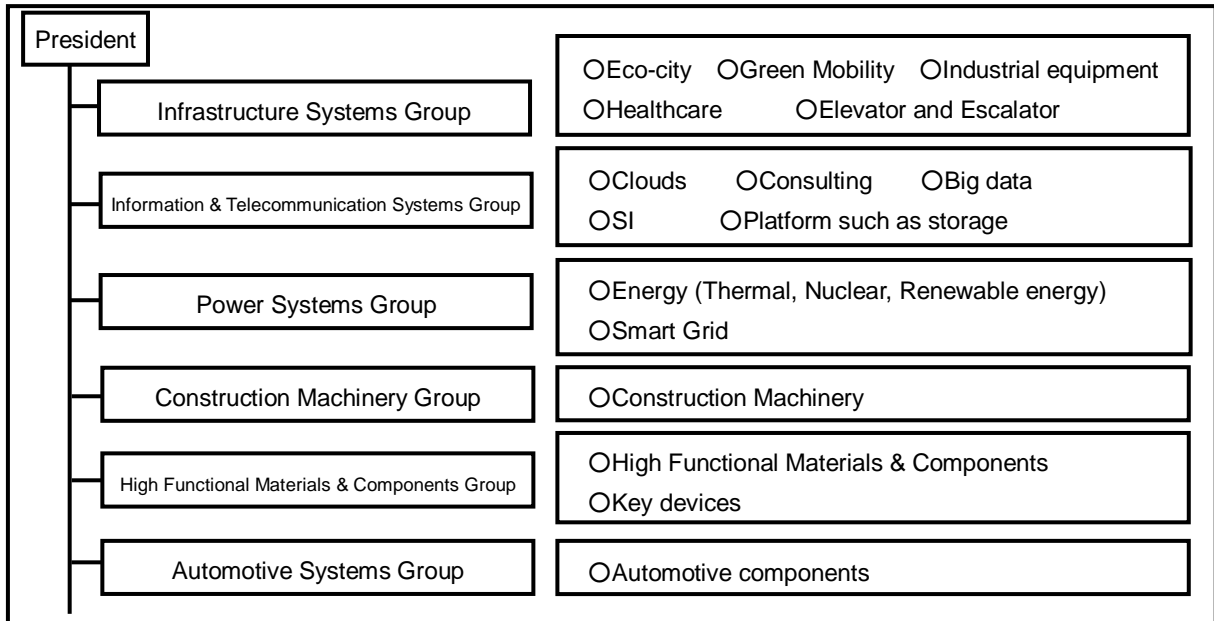 President
Infrastructure Systems Group
○Eco-city ○Green Mobility ○Industrial equipment
○Healthcare ○Elevator and Escalator
Information & Telecommunication Systems Group
○Clouds ○Consulting ○Big data
○SI ○Platform such as storage
Power Systems Group
○Energy (Thermal, Nuclear, Renewable energy)
○Smart Grid
Construction Machinery Group
○Construction Machinery
High Functional Materials & Components Group
○High Functional Materials & Components
○Key devices
Automotive Systems Group
○Automotive components